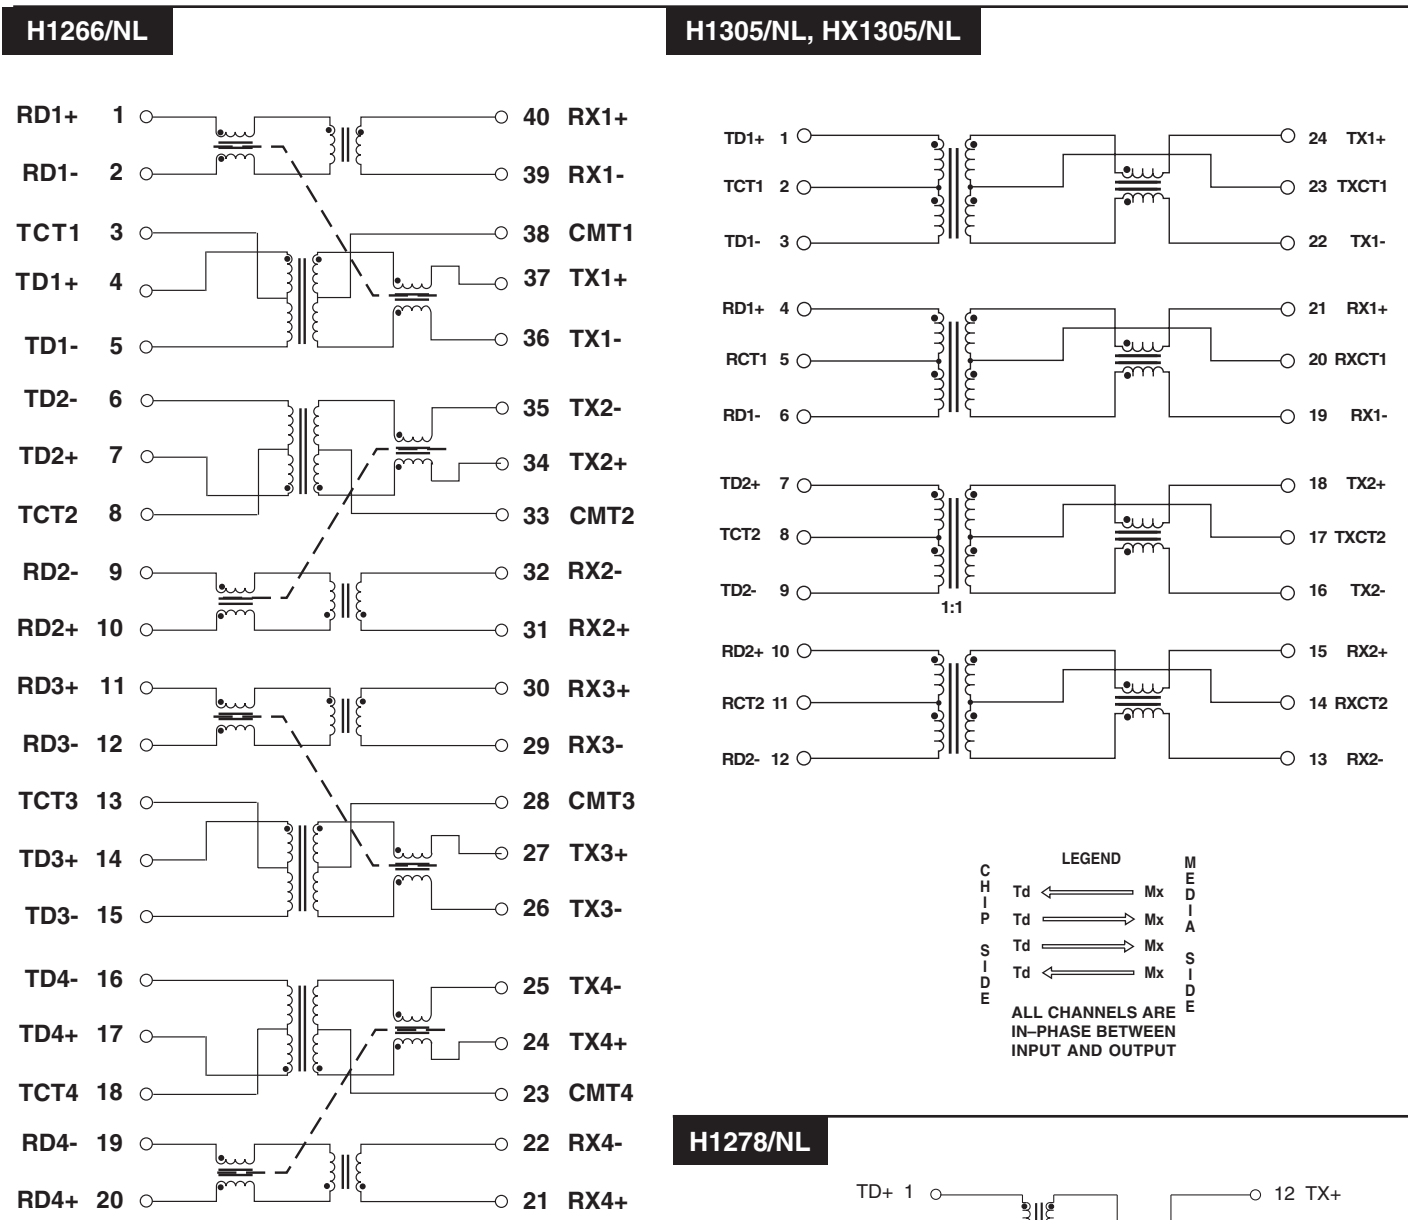 H1266/NL
RD1+ 1 40 RX1+
RD1- 2 39 RX1-
TCT1 3 38 CMT1
TD1+ 4 37 TX1+
TD1- 5 36 TX1-
TD2- 6 35 TX2-
TD2+ 7 34 TX2+
TCT2 8 33 CMT2
RD2- 9 32 RX2-
RD2+ 10 31 RX2+
RD3+ 11 30 RX3+
RD3- 12 29 RX3-
TCT3 13 28 CMT3
TD3+ 14 27 TX3+
TD3- 15 26 TX3-
TD4- 16 25 TX4-
TD4+ 17 24 TX4+
TCT4 18 23 CMT4
RD4- 19 22 RX4-
RD4+ 20 21 RX4+
H1305/NL, HX1305/NL
TD1+ 1 24 TX1+
TCT1 2 23 TXCT1
TD1- 3 22 TX1-
RD1+ 4 21 RX1+
RCT1 5 20 RXCT1
RD1- 6 19 RX1-
TD2+ 7 18 TX2+
TCT2 8 17 TXCT2
TD2- 9 16 TX2-
1:1
RD2+ 10 15 RX2+
RCT2 11 14 RXCT2
RD2- 12 13 RX2-
LEGEND
CHIP SIDE
Td Mx
Td Mx
Td Mx
Td Mx
MEDIA SIDE
ALL CHANNELS ARE
IN–PHASE BETWEEN
INPUT AND OUTPUT
H1278/NL
TD+ 1 12 TX+